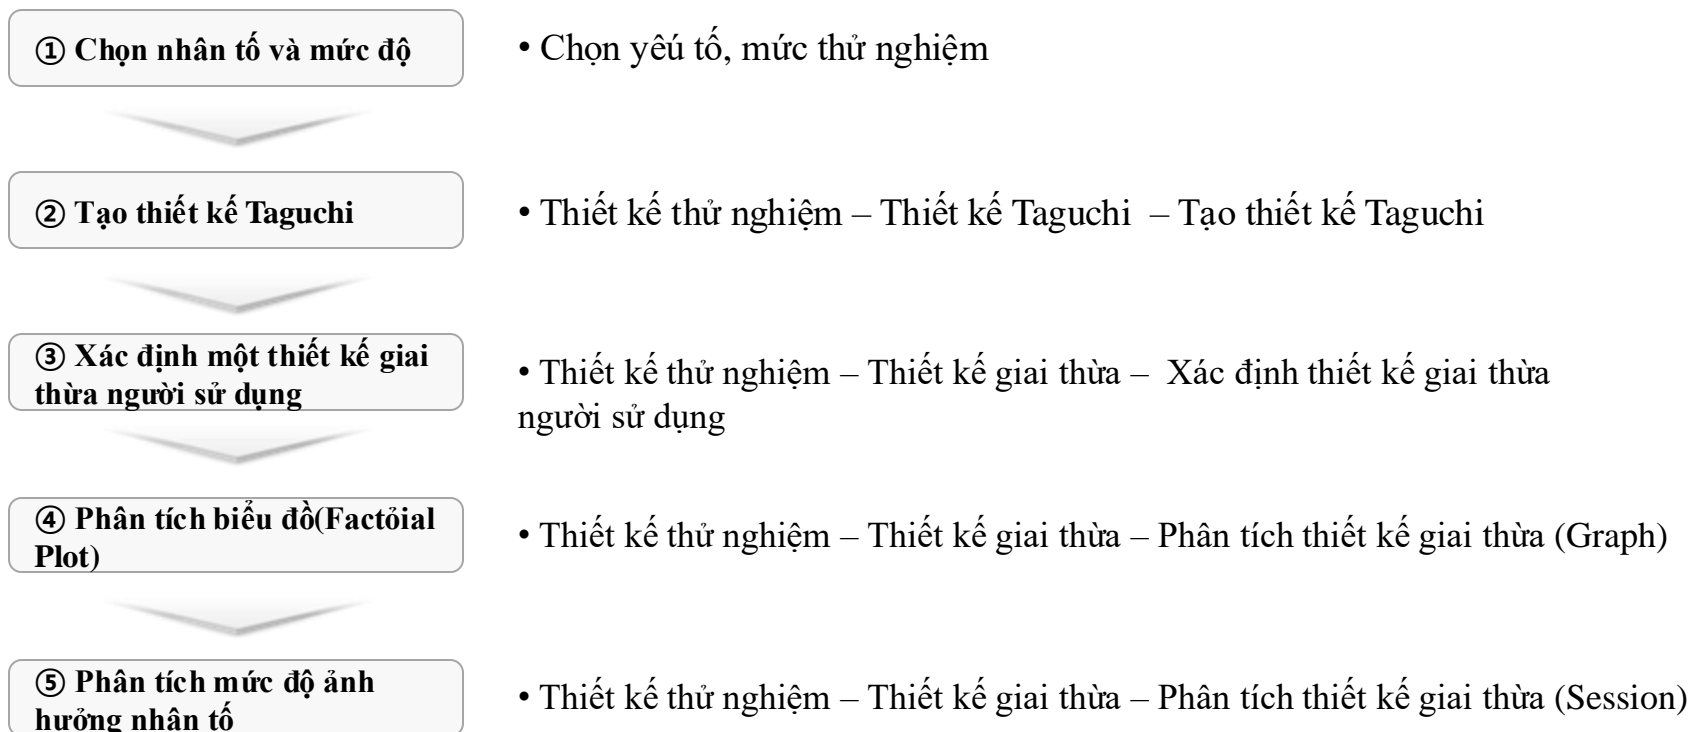 ① Chọn nhân tố và mức độ
• Chọn yêú tố, mức thử nghiệm
② Tạo thiết kế Taguchi
• Thiết kế thử nghiệm – Thiết kế Taguchi – Tạo thiết kế Taguchi
③ Xác định một thiết kế giai
thừa người sử dụng
• Thiết kế thử nghiệm – Thiết kế giai thừa – Xác định thiết kế giai thừa
người sử dụng
④ Phân tích biểu đồ(Factỏial
Plot)
• Thiết kế thử nghiệm – Thiết kế giai thừa – Phân tích thiết kế giai thừa (Graph)
⑤ Phân tích mức độ ảnh
hưởng nhân tố
• Thiết kế thử nghiệm – Thiết kế giai thừa – Phân tích thiết kế giai thừa (Session)